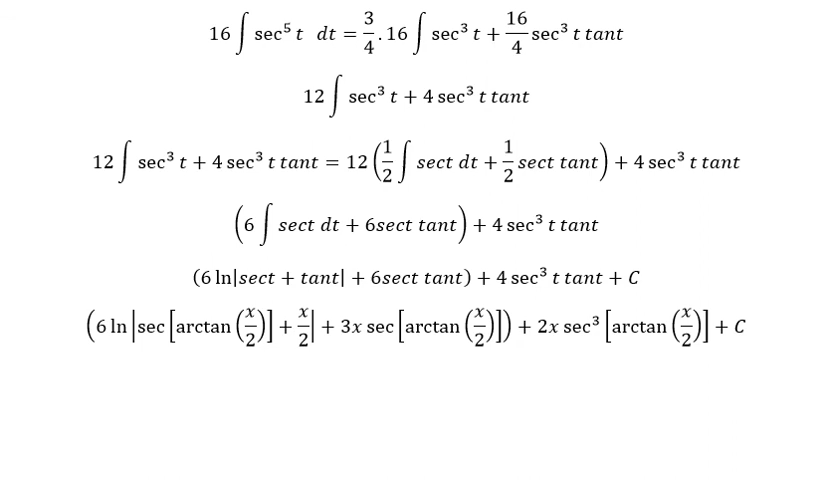 16 ∫ sec⁵ t dt = 3/4 . 16 ∫ sec³ t + 16/4 sec³ t tant
12 ∫ sec³ t + 4 sec³ t tant
12 ∫ sec³ t + 4 sec³ t tant = 12 (1/2 ∫ sect dt + 1/2 sect tant) + 4 sec³ t tant
(6 ∫ sect dt + 6sect tant) + 4 sec³ t tant
(6 ln|sect + tant| + 6sect tant) + 4 sec³ t tant + C
(6 ln |sec [arctan (x/2)] + x/2| + 3x sec [arctan (x/2)]) + 2x sec³ [arctan (x/2)] + C